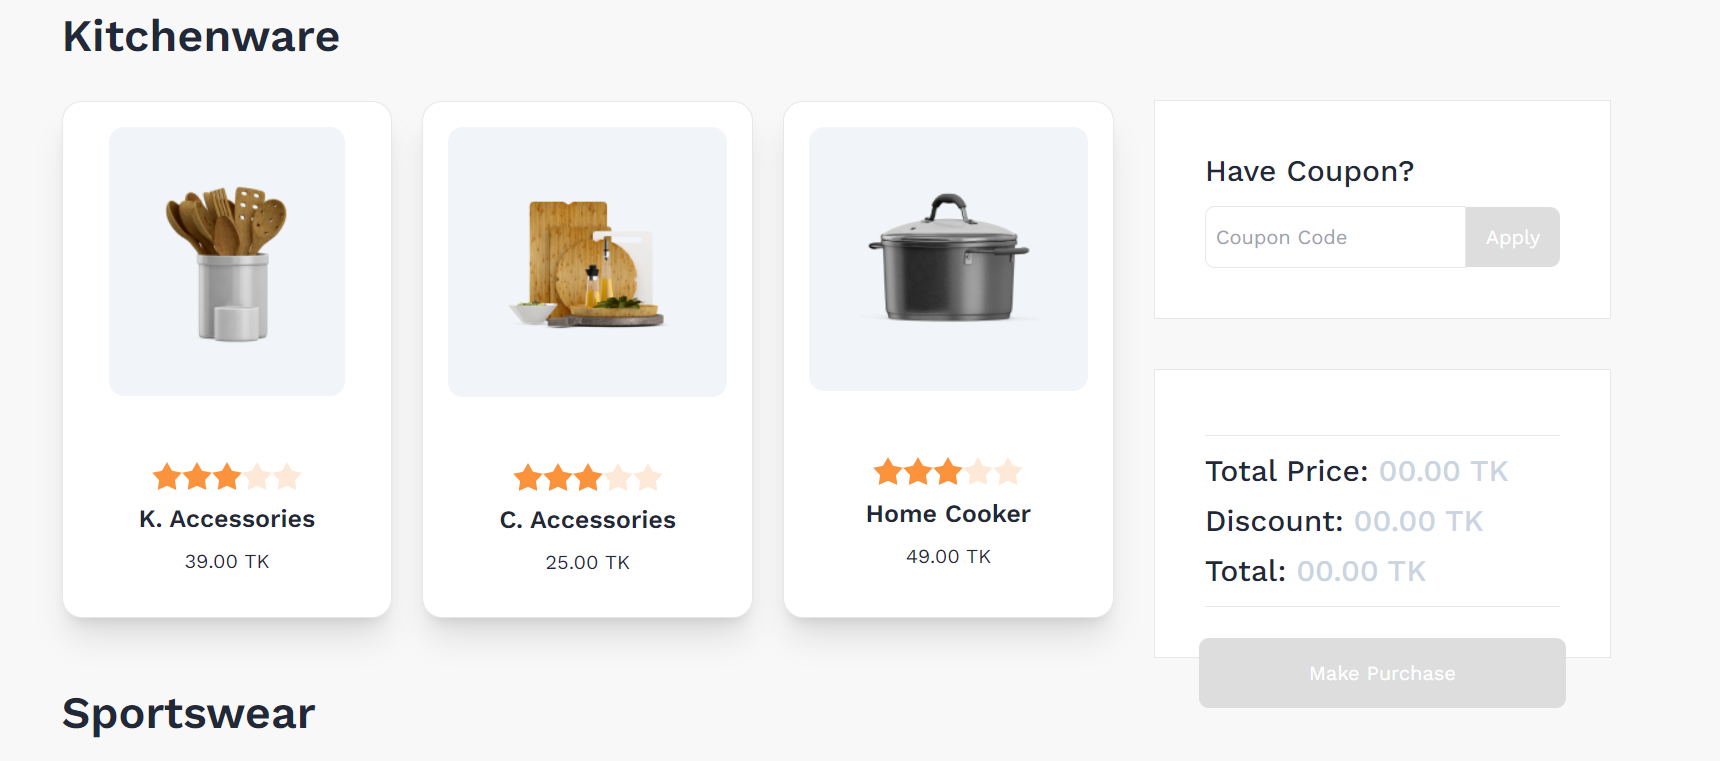 Kitchenware
K. Accessories
39.00 TK
C. Accessories
25.00 TK
Home Cooker
49.00 TK
Have Coupon?
Coupon Code
Apply
Total Price: 00.00 TK
Discount: 00.00 TK
Total: 00.00 TK
Make Purchase
Sportswear